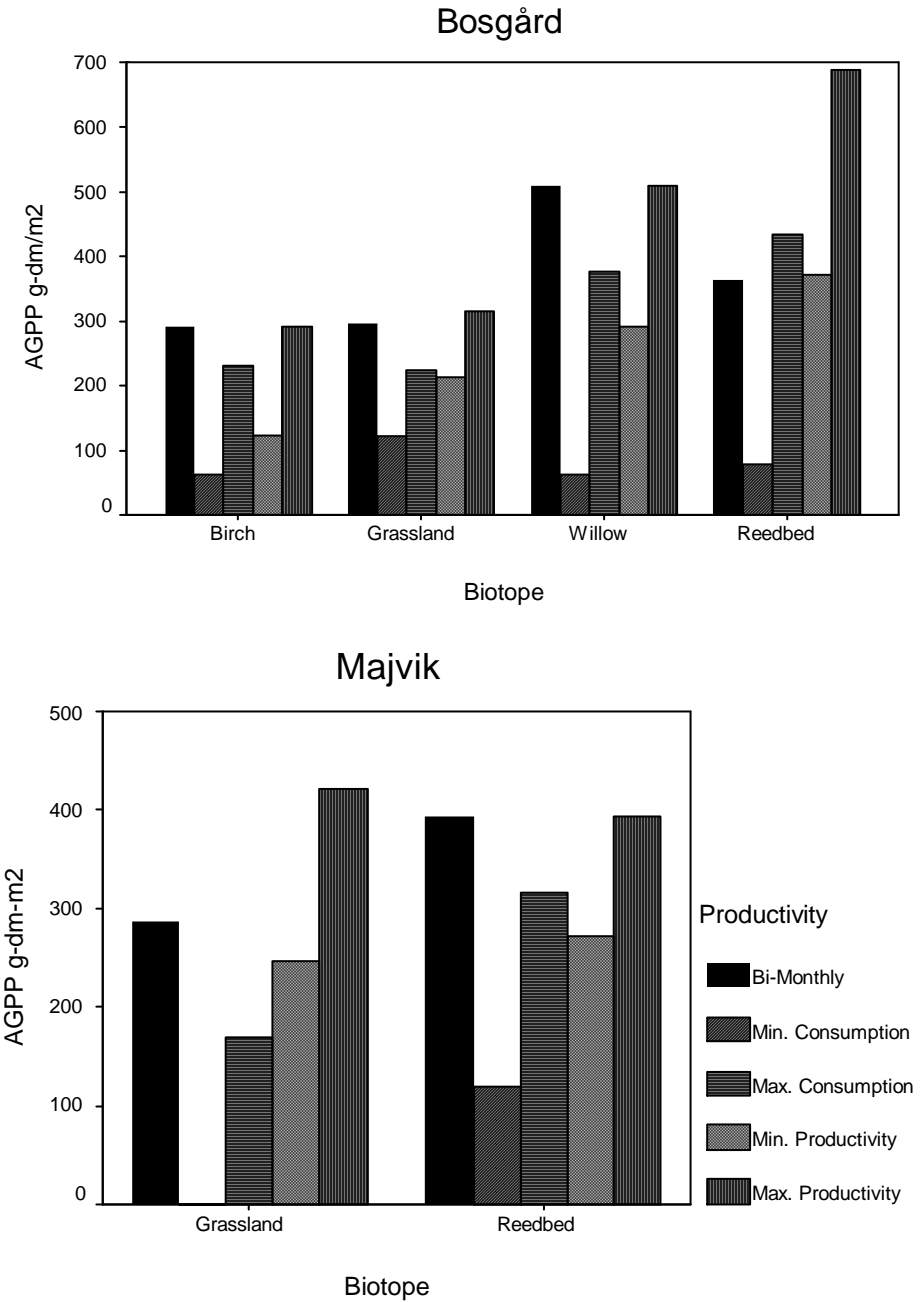 Bosgård
700
600
500
400
300
200
100
0
AGPP g-dm/m2
Birch
Grassland
Willow
Reedbed
Biotope
Majvik
500
400
300
200
100
0
AGPP g-dm-m2
Grassland
Reedbed
Biotope
Productivity
Bi-Monthly
Min. Consumption
Max. Consumption
Min. Productivity
Max. Productivity